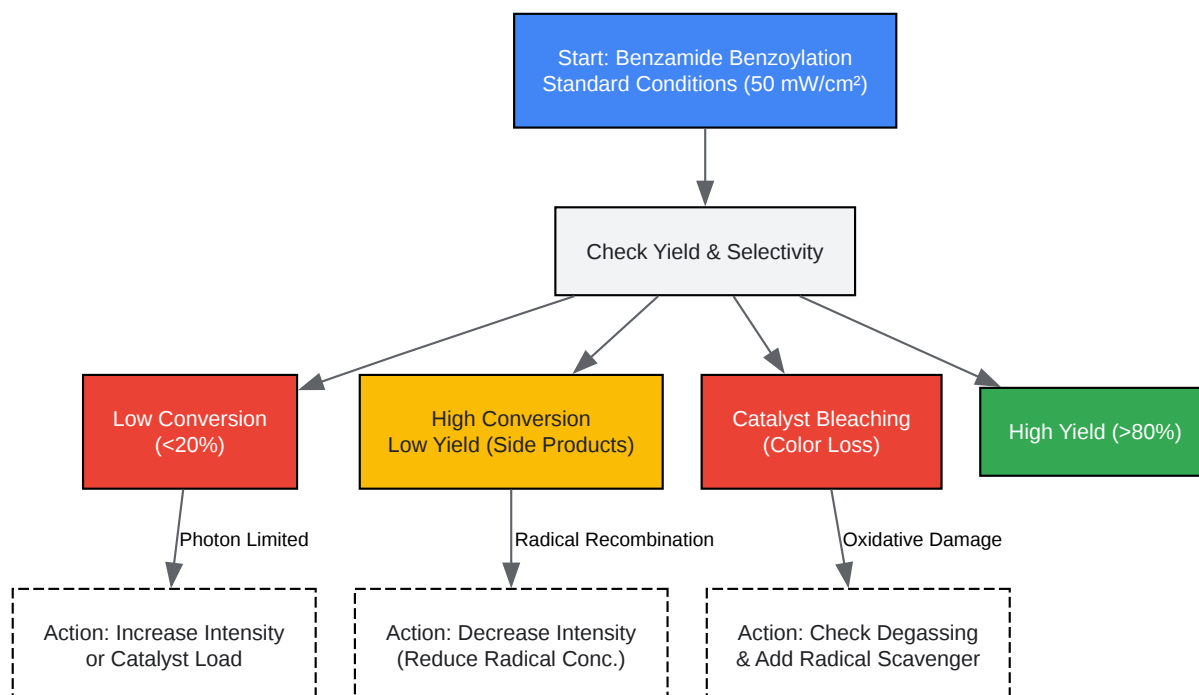 Start: Benzamide Benzoylation
Standard Conditions (50 mW/cm²)
Check Yield & Selectivity
Low Conversion
(<20%)
High Conversion
Low Yield (Side Products)
Catalyst Bleaching
(Color Loss)
High Yield (>80%)
Photon Limited
Radical Recombination
Oxidative Damage
Action: Increase Intensity
or Catalyst Load
Action: Decrease Intensity
(Reduce Radical Conc.)
Action: Check Degassing
& Add Radical Scavenger